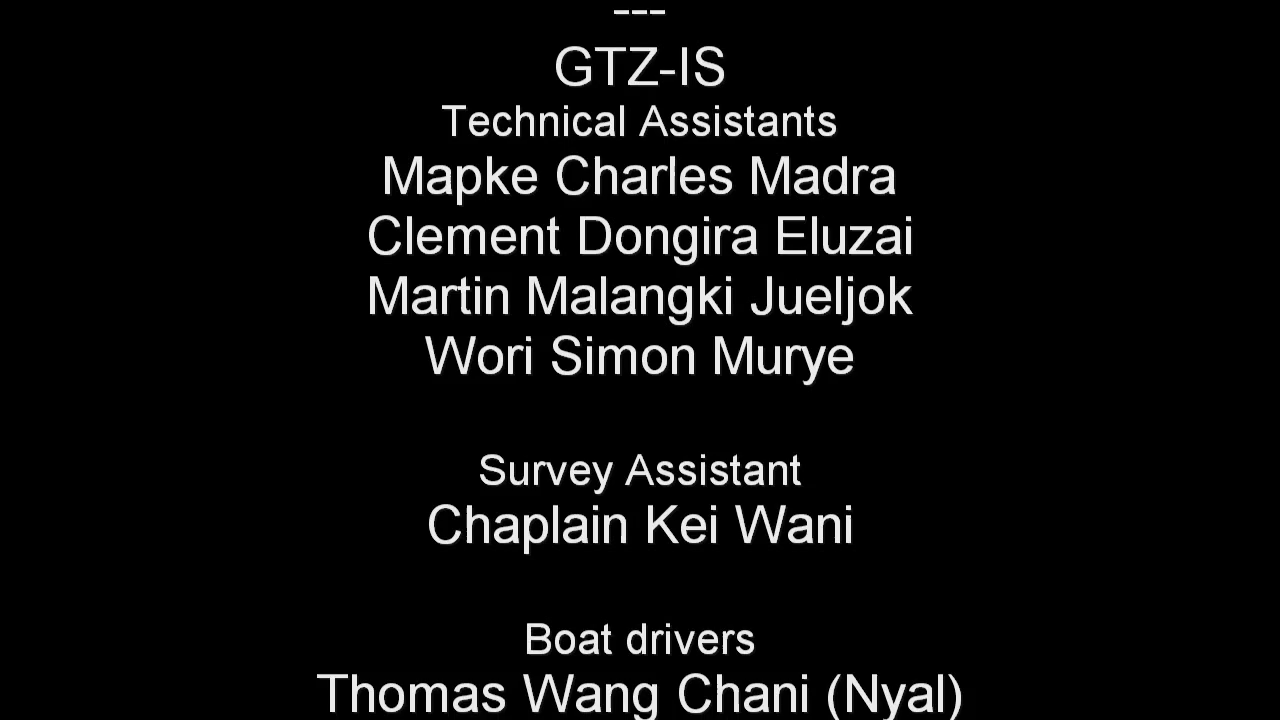 ---
GTZ-IS
Technical Assistants
Mapke Charles Madra
Clement Dongira Eluzai
Martin Malangki Jueljok
Wori Simon Murye
Survey Assistant
Chaplain Kei Wani
Boat drivers
Thomas Wang Chani (Nyal)